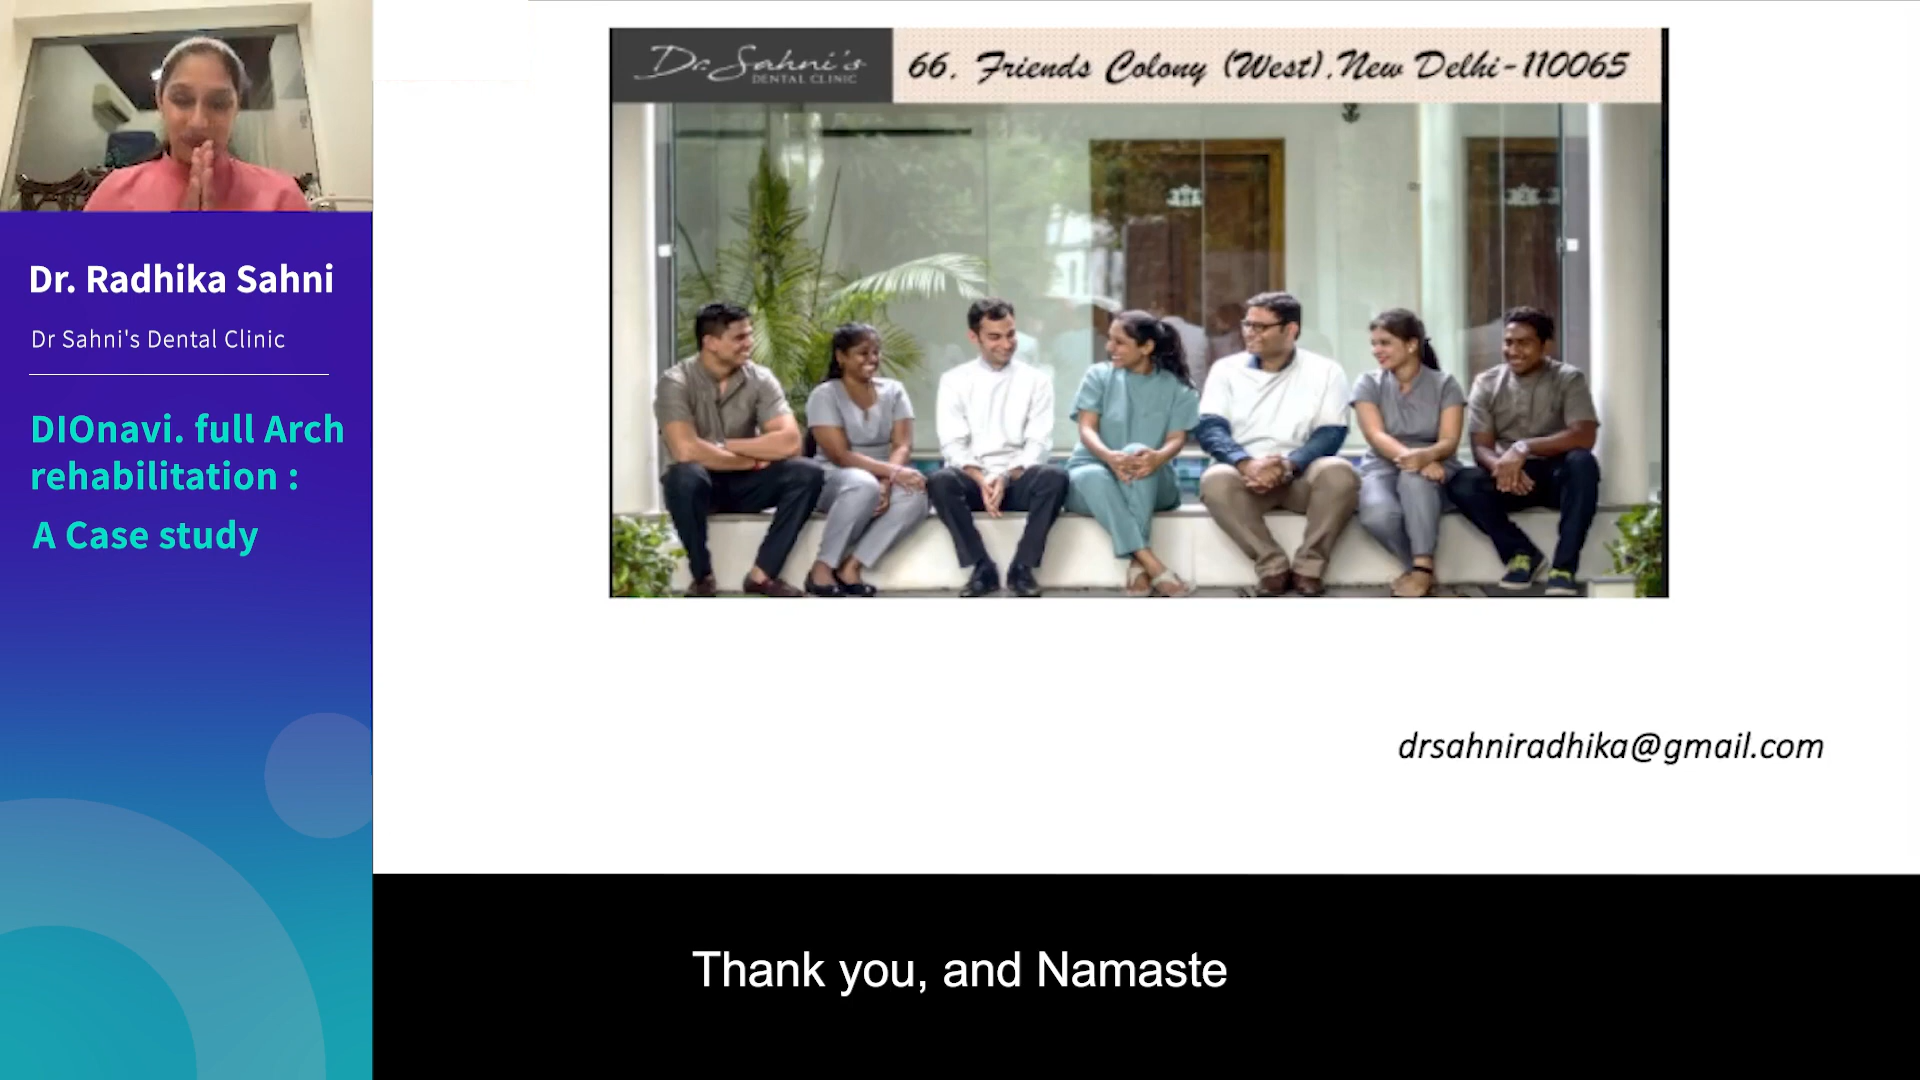 Dr. Sahni's
DENTAL CLINIC
66. Friends Colony (West).New Delhi-110065
Dr. Radhika Sahni
Dr Sahni's Dental Clinic
DIOnavi. full Arch
rehabilitation :
A Case study
drsahniradhika@gmail.com
Thank you, and Namaste